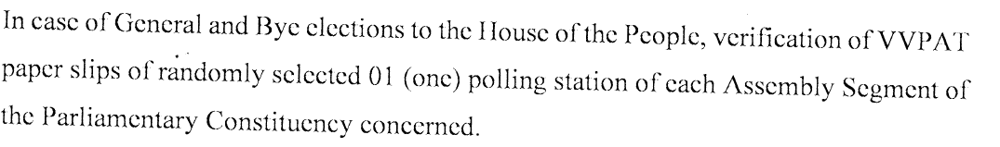 In case of General and Bye elections to the House of the People, verification of VVPAT
paper slips of randomly selected 01 (one) polling station of each Assembly Segment of
the Parliamentary Constituency concerned.